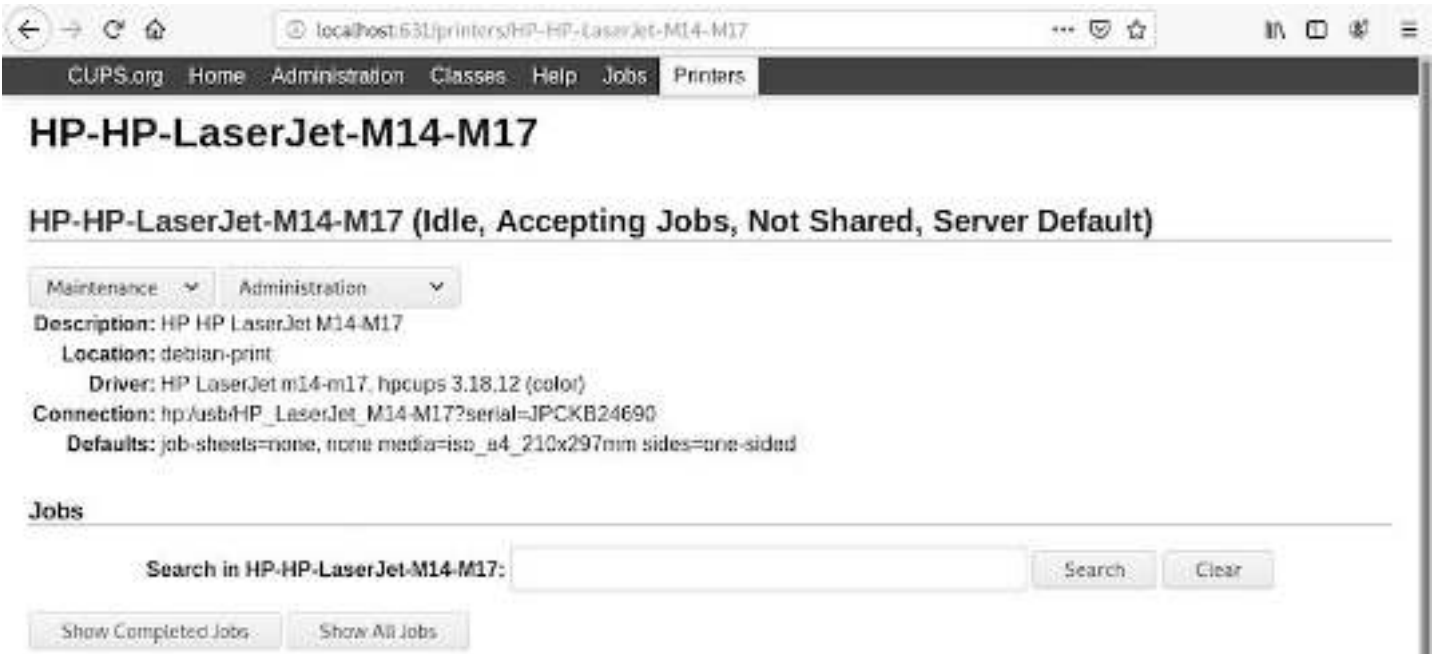 localhost:631/printers/HP-HP-LaserJet-M14-M17
CUPS.org Home Administration Classes Help Jobs Printers
HP-HP-LaserJet-M14-M17
HP-HP-LaserJet-M14-M17 (Idle, Accepting Jobs, Not Shared, Server Default)
Maintenance Administration
Description: HP HP LaserJet M14-M17
Location: debian-print
Driver: HP LaserJet m14-m17, hpcups 3.18.12 (color)
Connection: hp:/usb/HP_LaserJet_M14-M17?serial=JPCKB24690
Defaults: job-sheets=none, none media=iso_a4_210x297mm sides=one-sided
Jobs
Search in HP-HP-LaserJet-M14-M17: Search Clear
Show Completed Jobs Show All Jobs